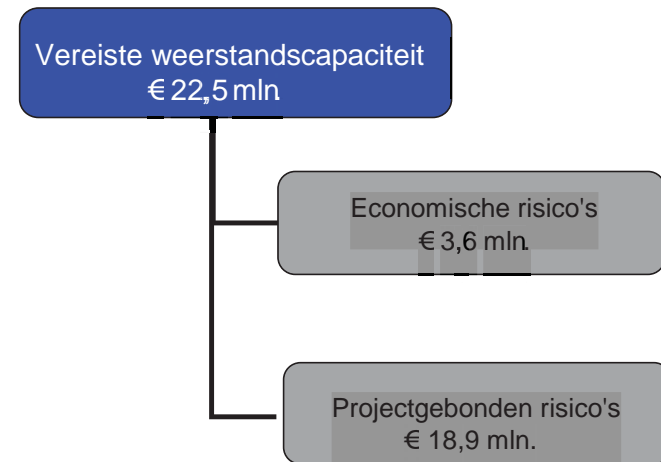 Vereiste weerstandscapaciteit
€ 22,5 mln
Economische risico's
€ 3,6 mln.
Projectgebonden risico's
€ 18,9 mln.